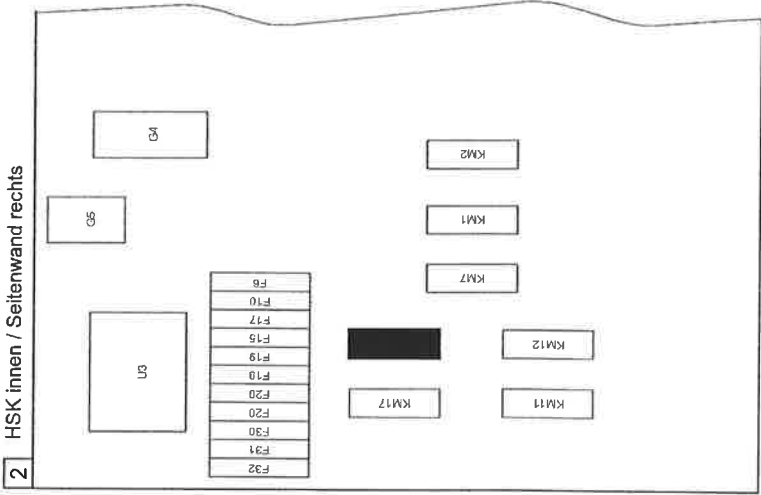 2 HSK innen / Seitenwand rechts
G5
G4
U3
F6
F10
F17
F15
F19
F19
F20
F20
F30
F31
F32
KM2
KM1
KM7
KM12
KM17
KM11